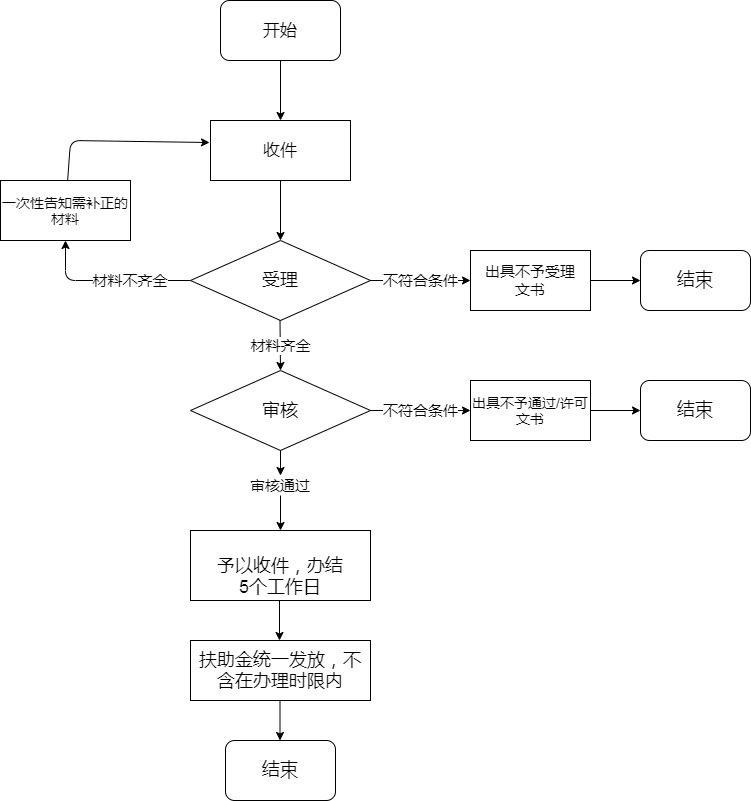 开始
收件
一次性告知需补正的
材料
材料不齐全
受理
不符合条件
出具不予受理
文书
结束
材料齐全
审核
不符合条件
出具不予通过/许可
文书
结束
审核通过
予以收件，办结
5个工作日
扶助金统一发放，不
含在办理时限内
结束